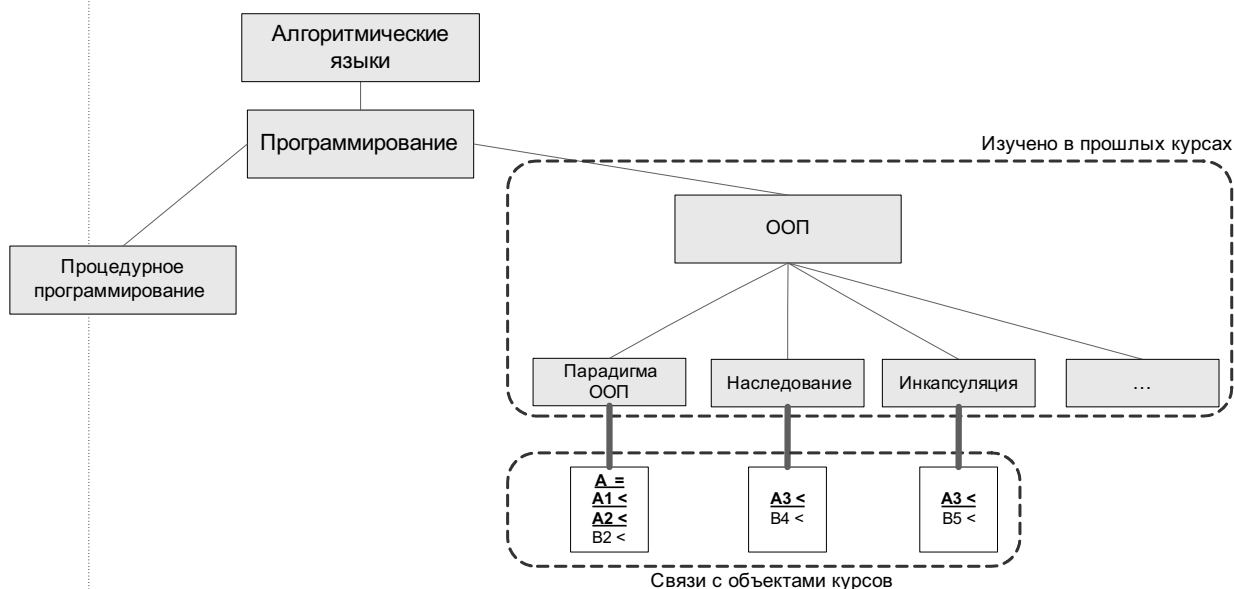 Алгоритмические
языки
Программирование
Изучено в прошлых курсах
ООП
Процедурное
программирование
Парадигма
ООП
Наследование
Инкапсуляция
...
A =
A1 <
A2 <
B2 <
A3 <
B4 <
A3 <
B5 <
Связи с объектами курсов